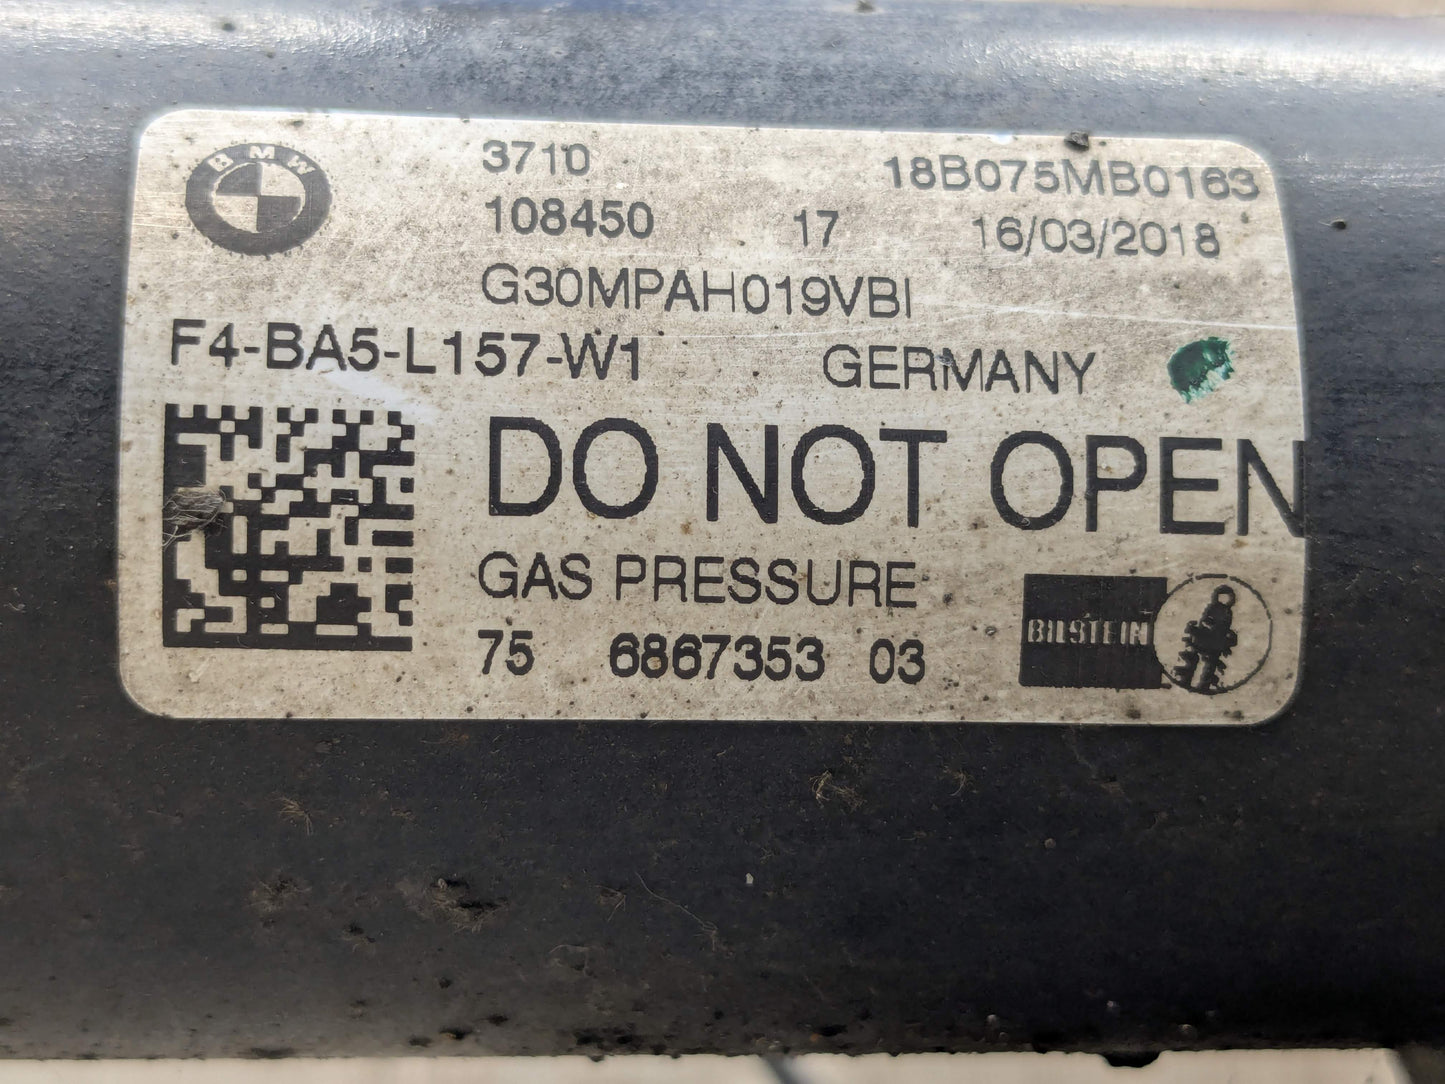 BMW
3710 18B075MB0163
108450 17 16/03/2018
G30MPAH019VBI
F4-BA5-L157-W1 GERMANY
DO NOT OPEN
GAS PRESSURE
BILSTEIN
75 6867353 03